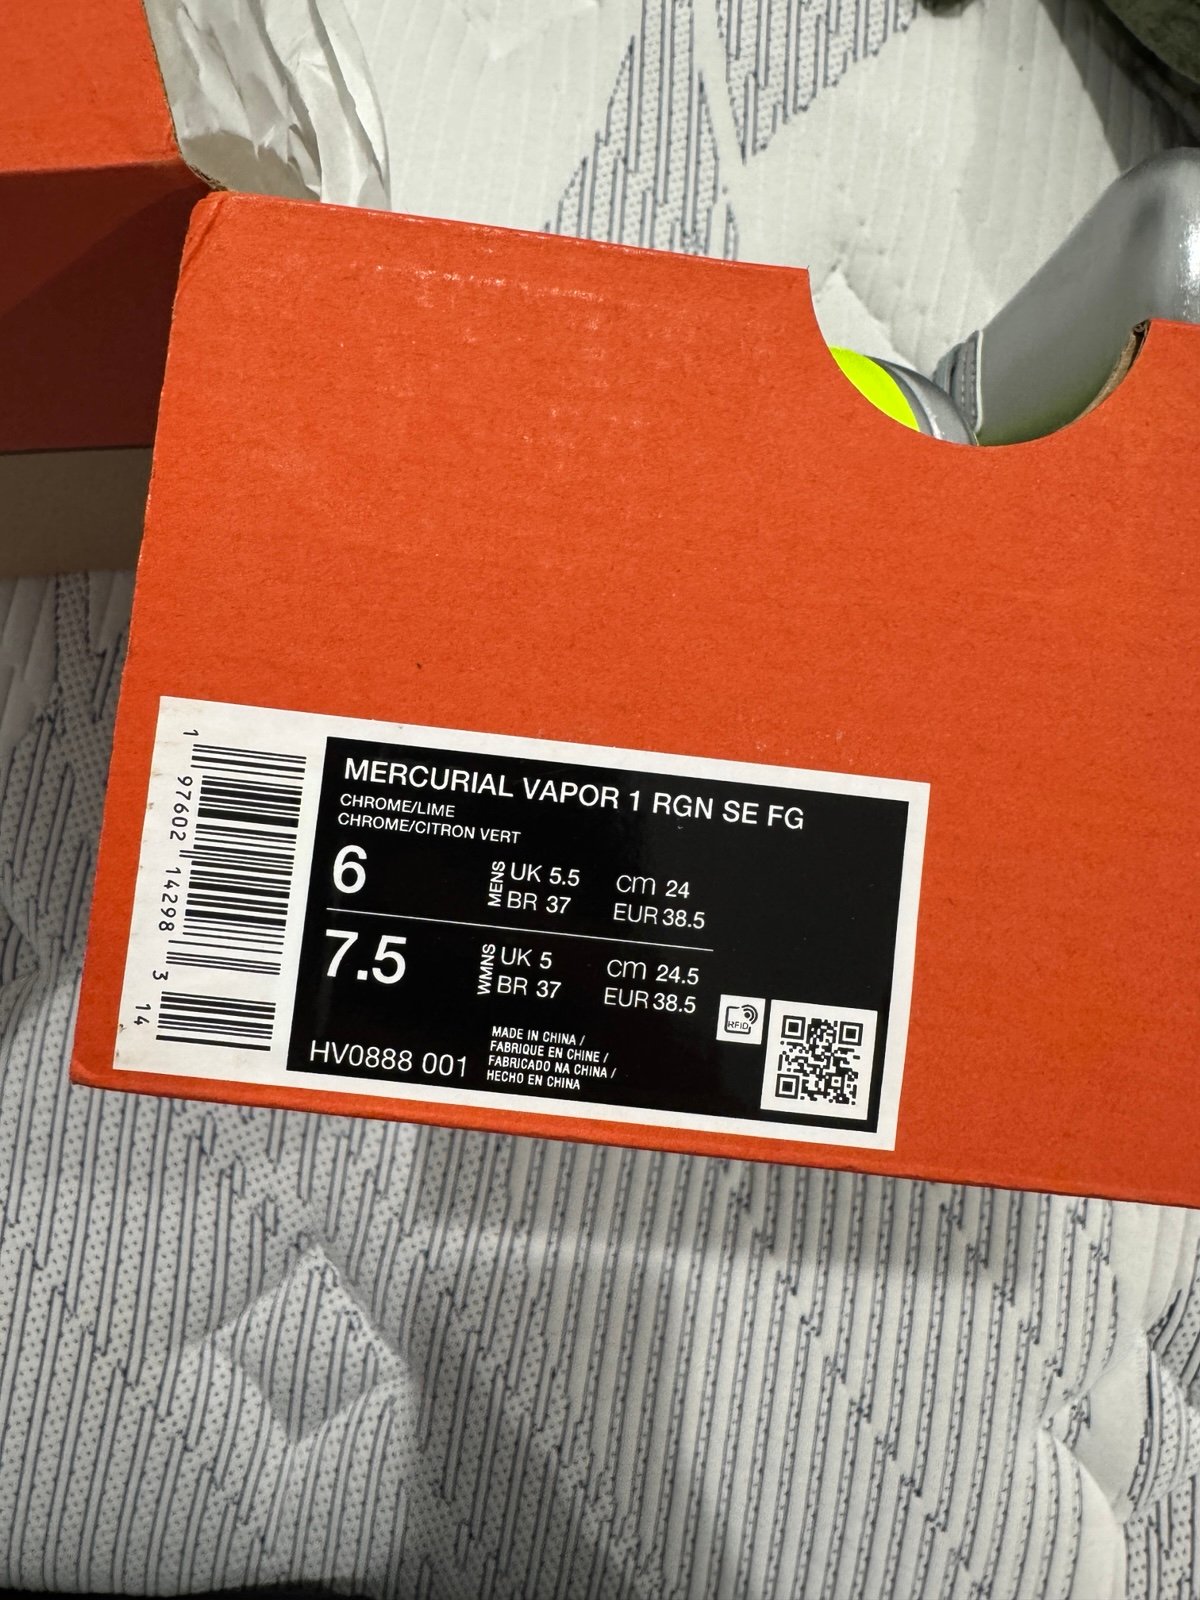 MERCURIAL VAPOR 1 RGN SE FG
CHROME/LIME
CHROME/CITRON VERT
6
MENS
UK 5.5
cm 24
BR 37
EUR 38.5
7.5
WMNS
UK 5
cm 24.5
BR 37
EUR 38.5
HV0888 001
MADE IN CHINA /
FABRIQUE EN CHINE /
FABRICADO NA CHINA /
HECHO EN CHINA
RFID
1 97602 14298 3 14